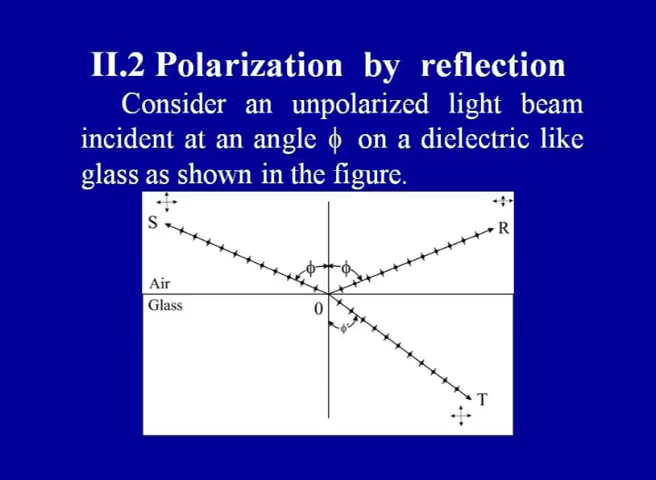 II.2 Polarization by reflection
Consider an unpolarized light beam
incident at an angle ϕ on a dielectric like
glass as shown in the figure.
S
R
ϕ ϕ
Air
Glass
0
ϕ'
T